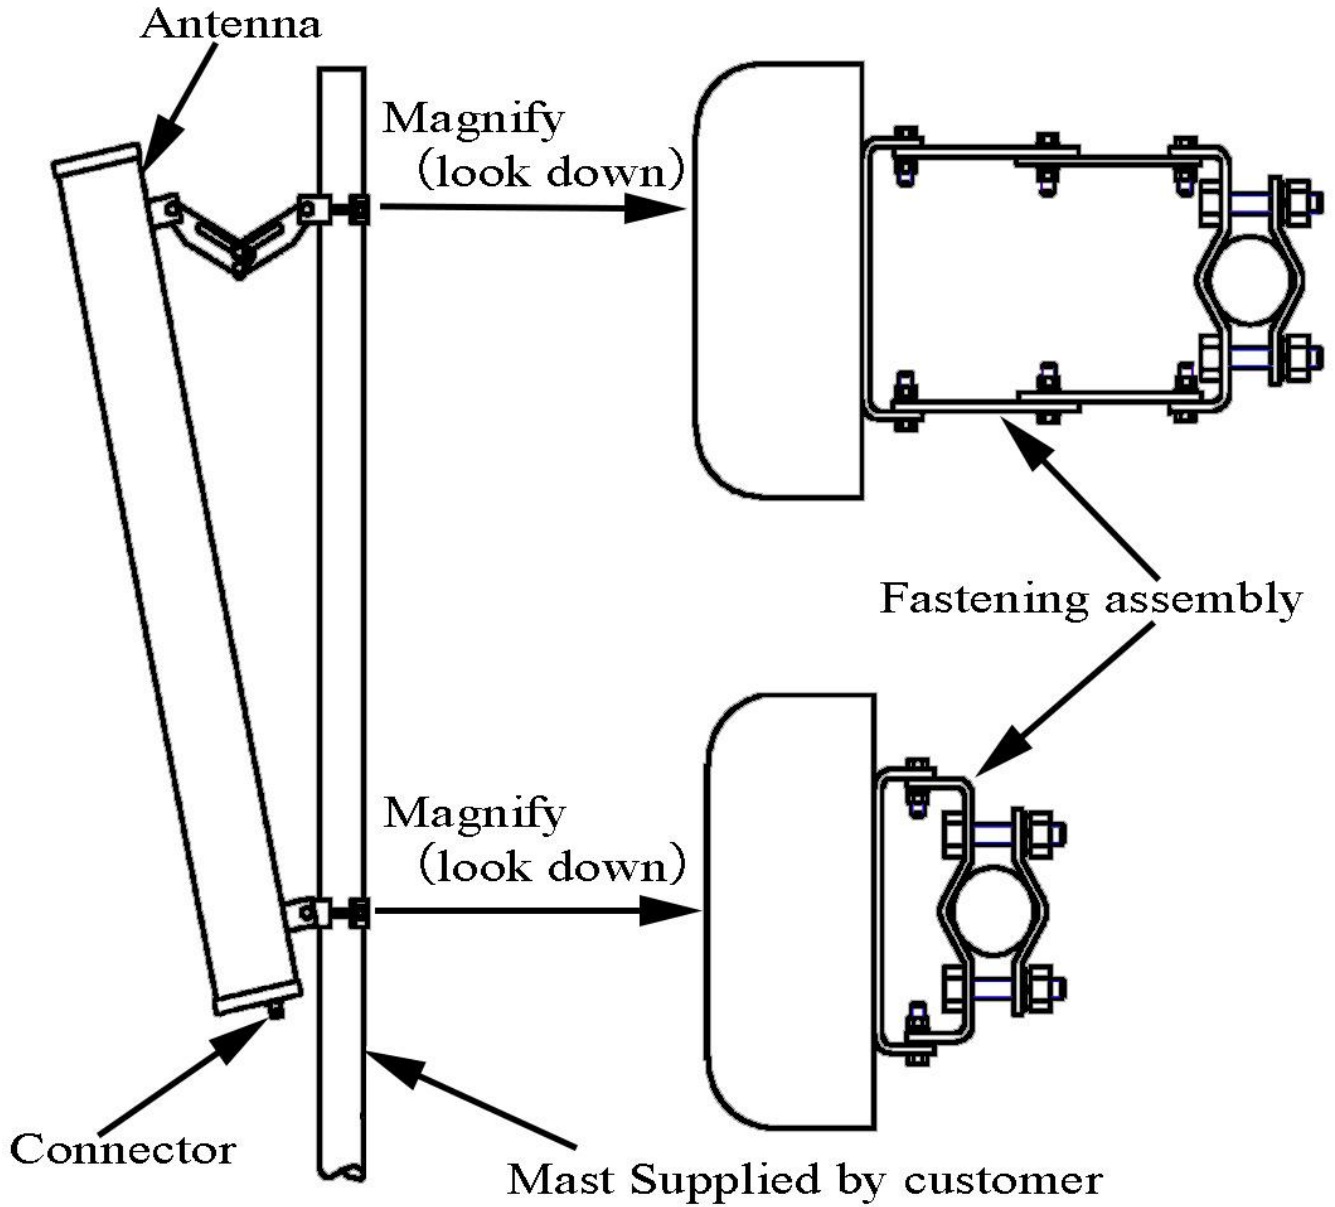 Antenna
Magnify
(look down)
Fastening assembly
Magnify
(look down)
Connector
Mast Supplied by customer